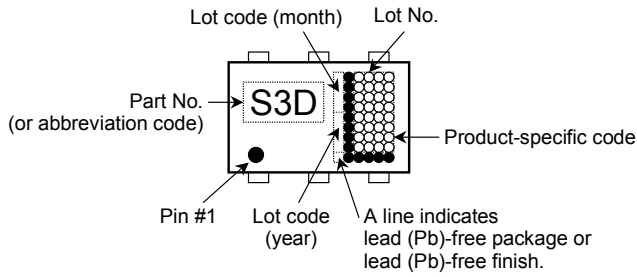 Lot code (month)
Lot No.
Part No.
(or abbreviation code)
S3D
Product-specific code
Pin #1
Lot code
(year)
A line indicates
lead (Pb)-free package or
lead (Pb)-free finish.